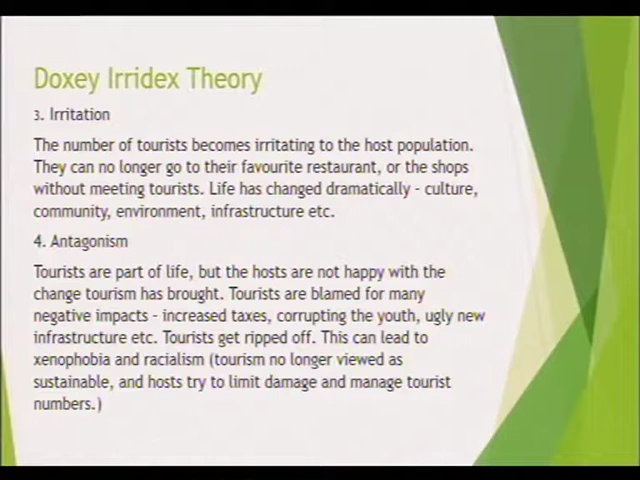 Doxey Irridex Theory
3. Irritation
The number of tourists becomes irritating to the host population.
They can no longer go to their favourite restaurant, or the shops
without meeting tourists. Life has changed dramatically - culture,
community, environment, infrastructure etc.
4. Antagonism
Tourists are part of life, but the hosts are not happy with the
change tourism has brought. Tourists are blamed for many
negative impacts - increased taxes, corrupting the youth, ugly new
infrastructure etc. Tourists get ripped off. This can lead to
xenophobia and racialism (tourism no longer viewed as
sustainable, and hosts try to limit damage and manage tourist
numbers.)